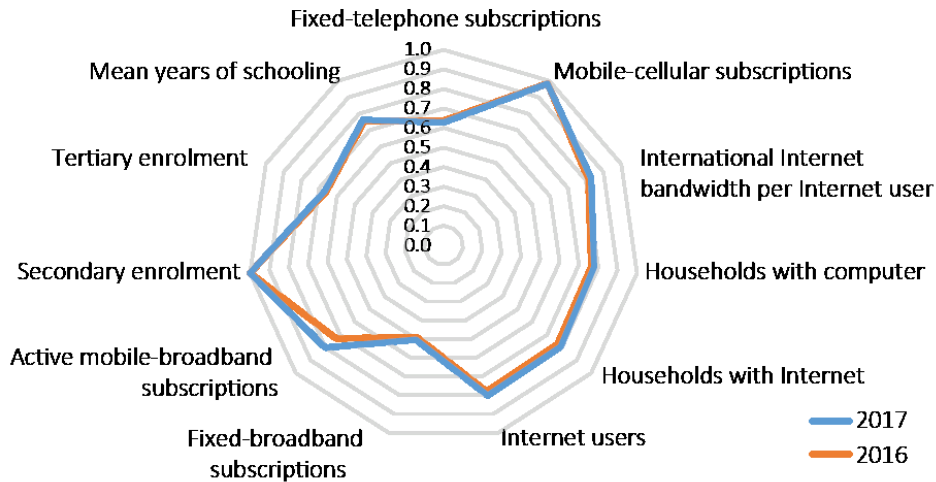 Fixed-telephone subscriptions
1.0
0.9
0.8
0.7
0.6
0.5
0.4
0.3
0.2
0.1
0.0
Mobile-cellular subscriptions
International Internet
bandwidth per Internet user
Households with computer
Households with Internet
Internet users
Fixed-broadband
subscriptions
Active mobile-broadband
subscriptions
Secondary enrolment
Tertiary enrolment
Mean years of schooling
2017
2016